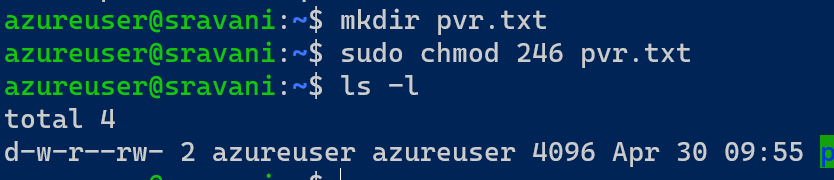 azureuser@sravani:~$ mkdir pvr.txt
azureuser@sravani:~$ sudo chmod 246 pvr.txt
azureuser@sravani:~$ ls -l
total 4
d-w-r--rw- 2 azureuser azureuser 4096 Apr 30 09:55 p